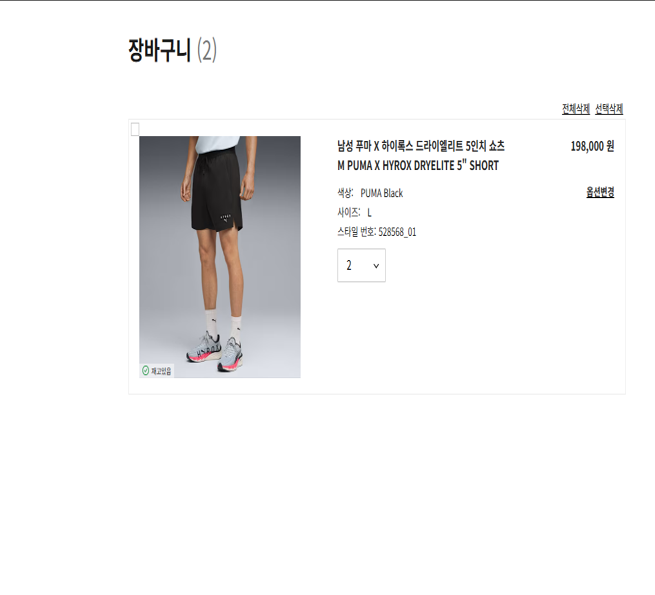 장바구니 (2)
전체삭제 선택삭제
남성 푸마 X 하이록스 드라이엘리트 5인치 쇼츠
M PUMA X HYROX DRYELITE 5" SHORT
198,000 원
색상: PUMA Black
옵션변경
사이즈: L
스타일 번호: 528568_01
2
재고있음